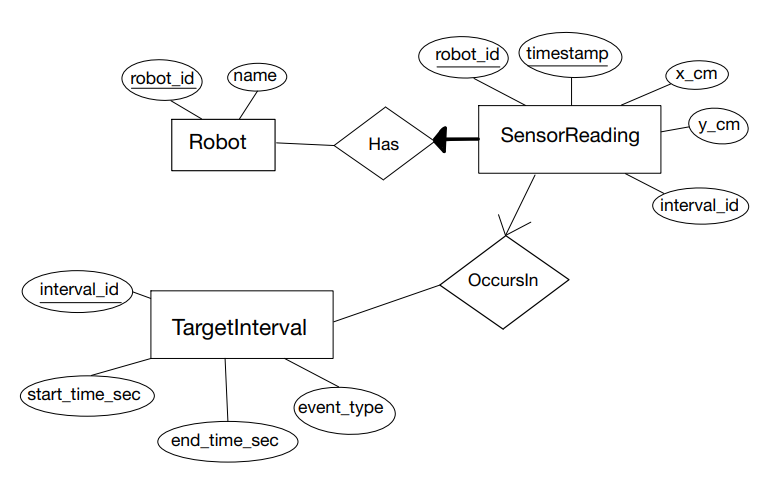 robot_id
timestamp
robot_id
name
x_cm
y_cm
Robot
Has
SensorReading
interval_id
OccursIn
interval_id
TargetInterval
start_time_sec
event_type
end_time_sec